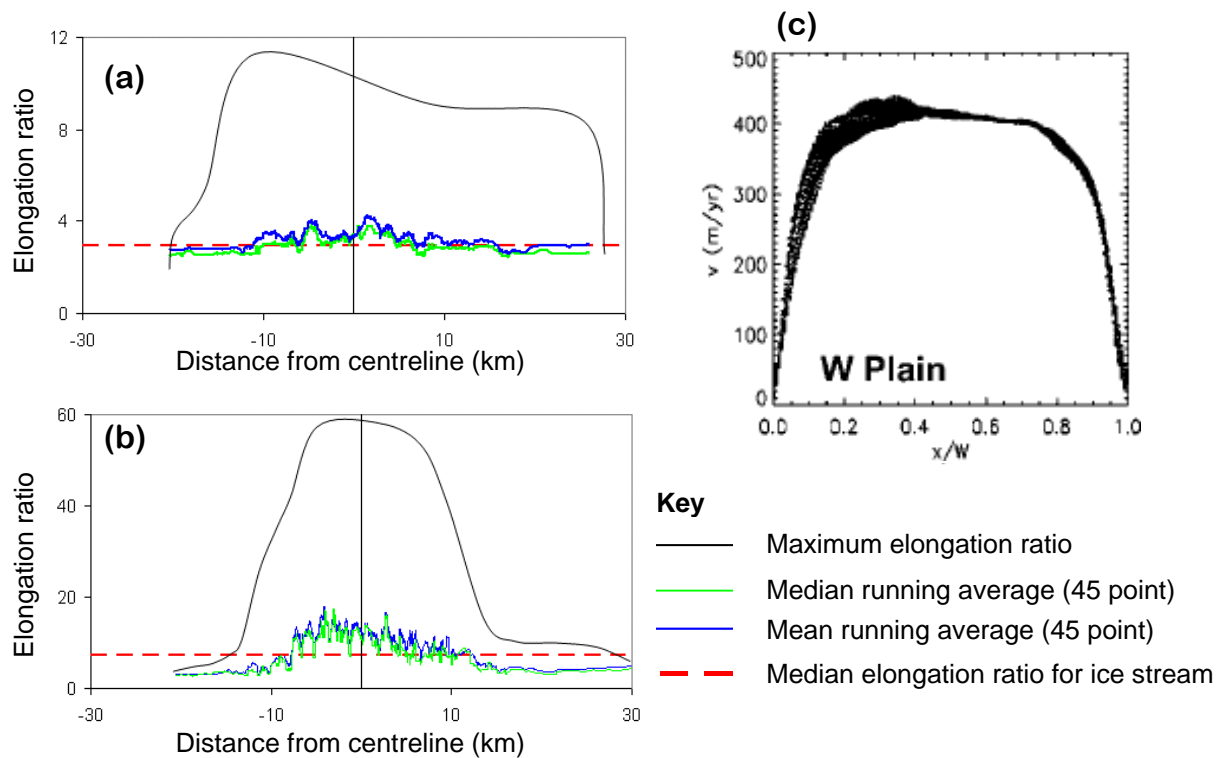 (a)
12
8
4
0
-30
-10
10
30
Elongation ratio
Distance from centreline (km)
(b)
60
40
20
0
-30
-10
10
30
Elongation ratio
Distance from centreline (km)
(c)
500
400
300
200
100
0
v (m/yr)
W Plain
0.0
0.2
0.4
0.6
0.8
1.0
x/W
Key
Maximum elongation ratio
Median running average (45 point)
Mean running average (45 point)
Median elongation ratio for ice stream